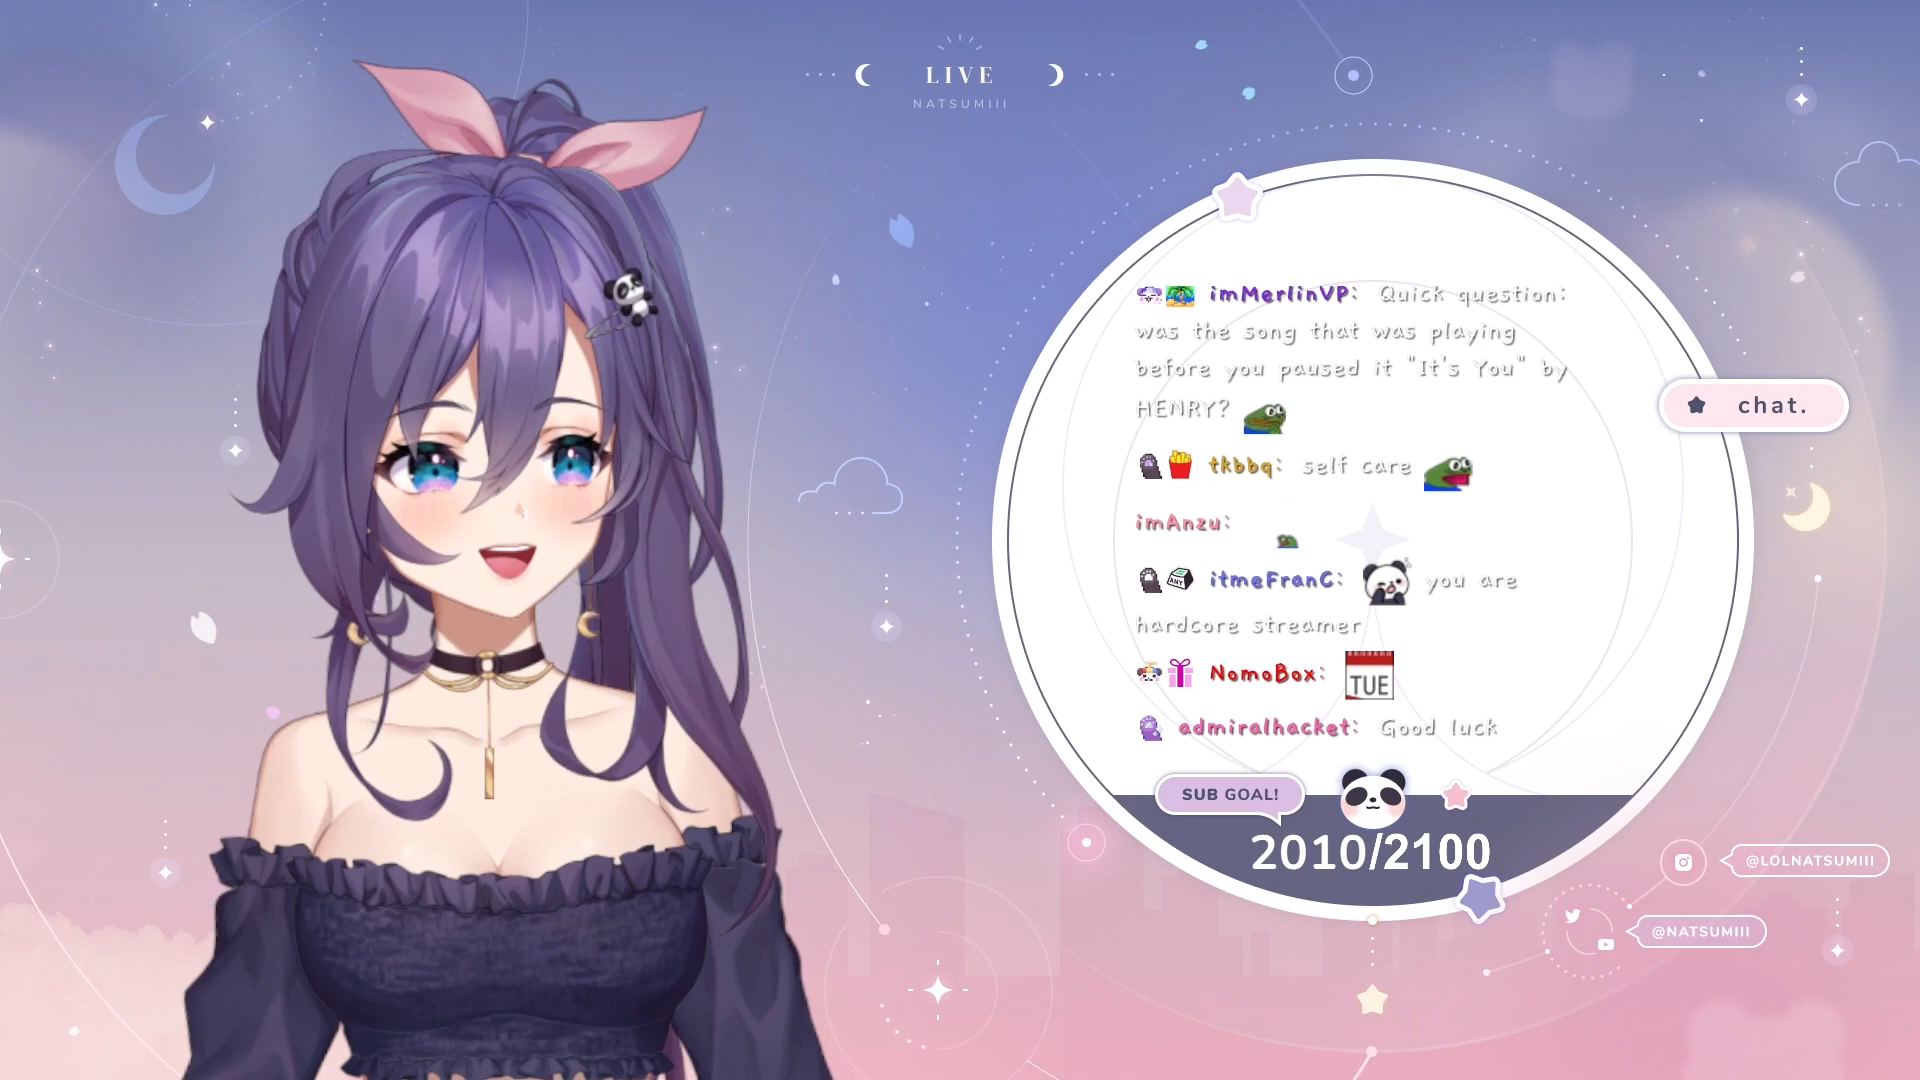 LIVE
NATSUMIII
imMerlinVP: Quick question:
was the song that was playing
before you paused it "It's You" by
HENRY?
chat.
tkbbq: self care
imAnzu:
ANY
itmeFranC: you are
hardcore streamer
NomoBox: TUE
admiralhacket: Good luck
SUB GOAL!
2010/2100
@LOLNATSUMIII
@NATSUMIII